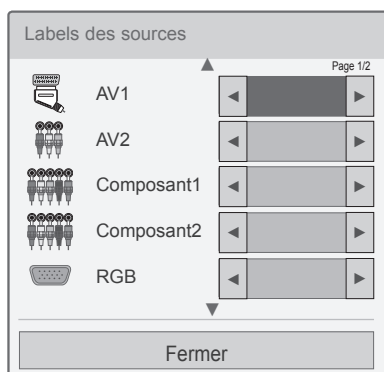 Labels des sources
Page 1/2
AV1
AV2
Composant1
Composant2
RGB
Fermer